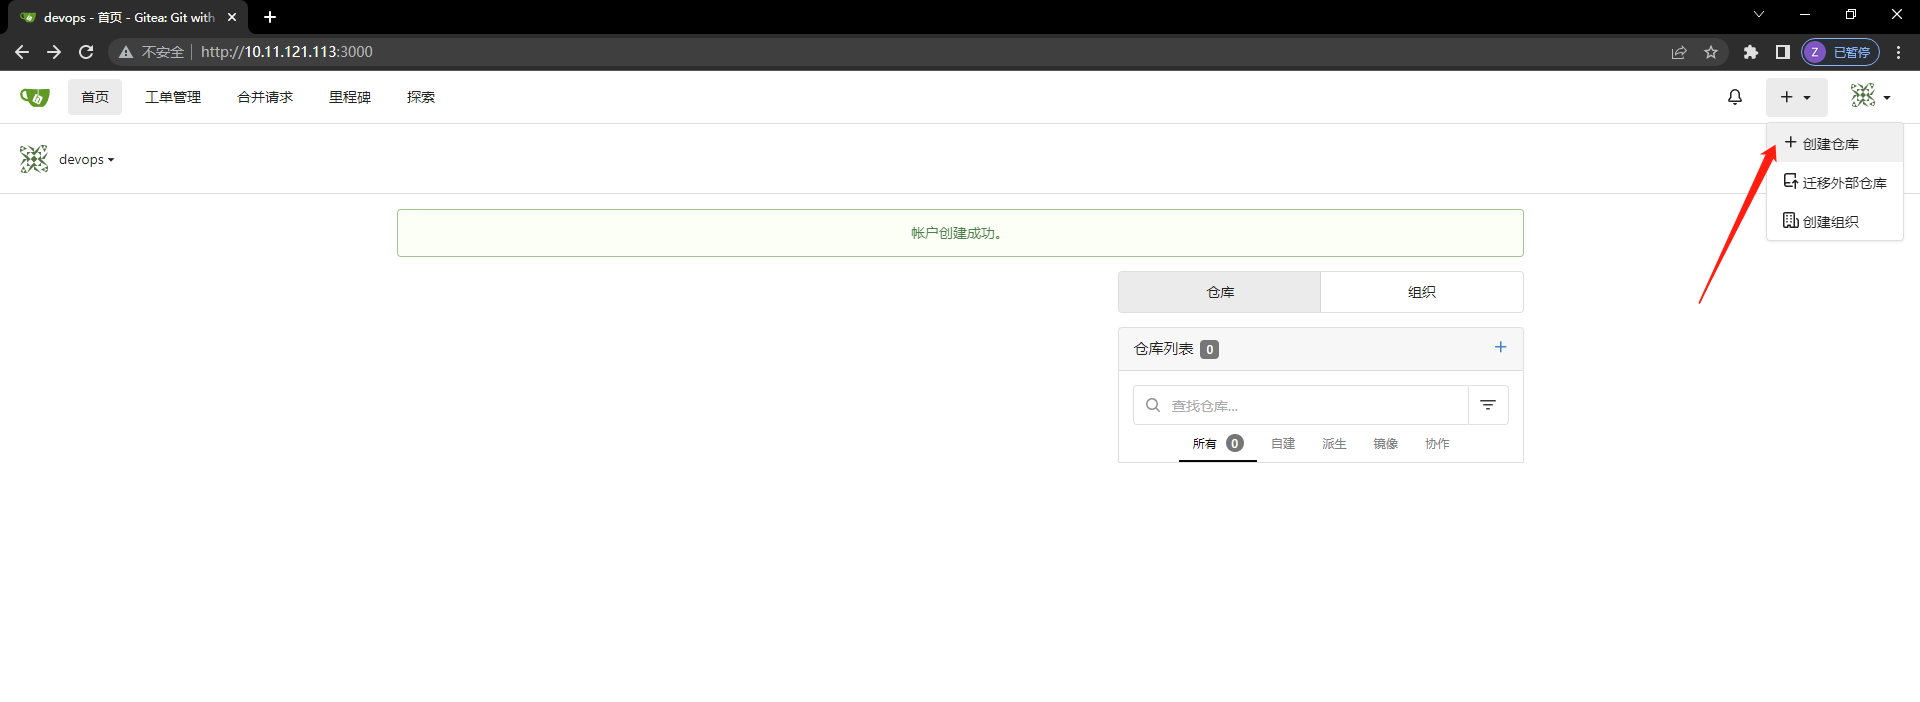 devops - 首页 - Gitea: Git with
不安全 http://10.11.121.113:3000
Z 已暂停
首页 工单管理 合并请求 里程碑 探索
devops
创建仓库
迁移外部仓库
创建组织
帐户创建成功。
仓库 组织
仓库列表 0
查找仓库...
所有 0 自建 派生 镜像 协作